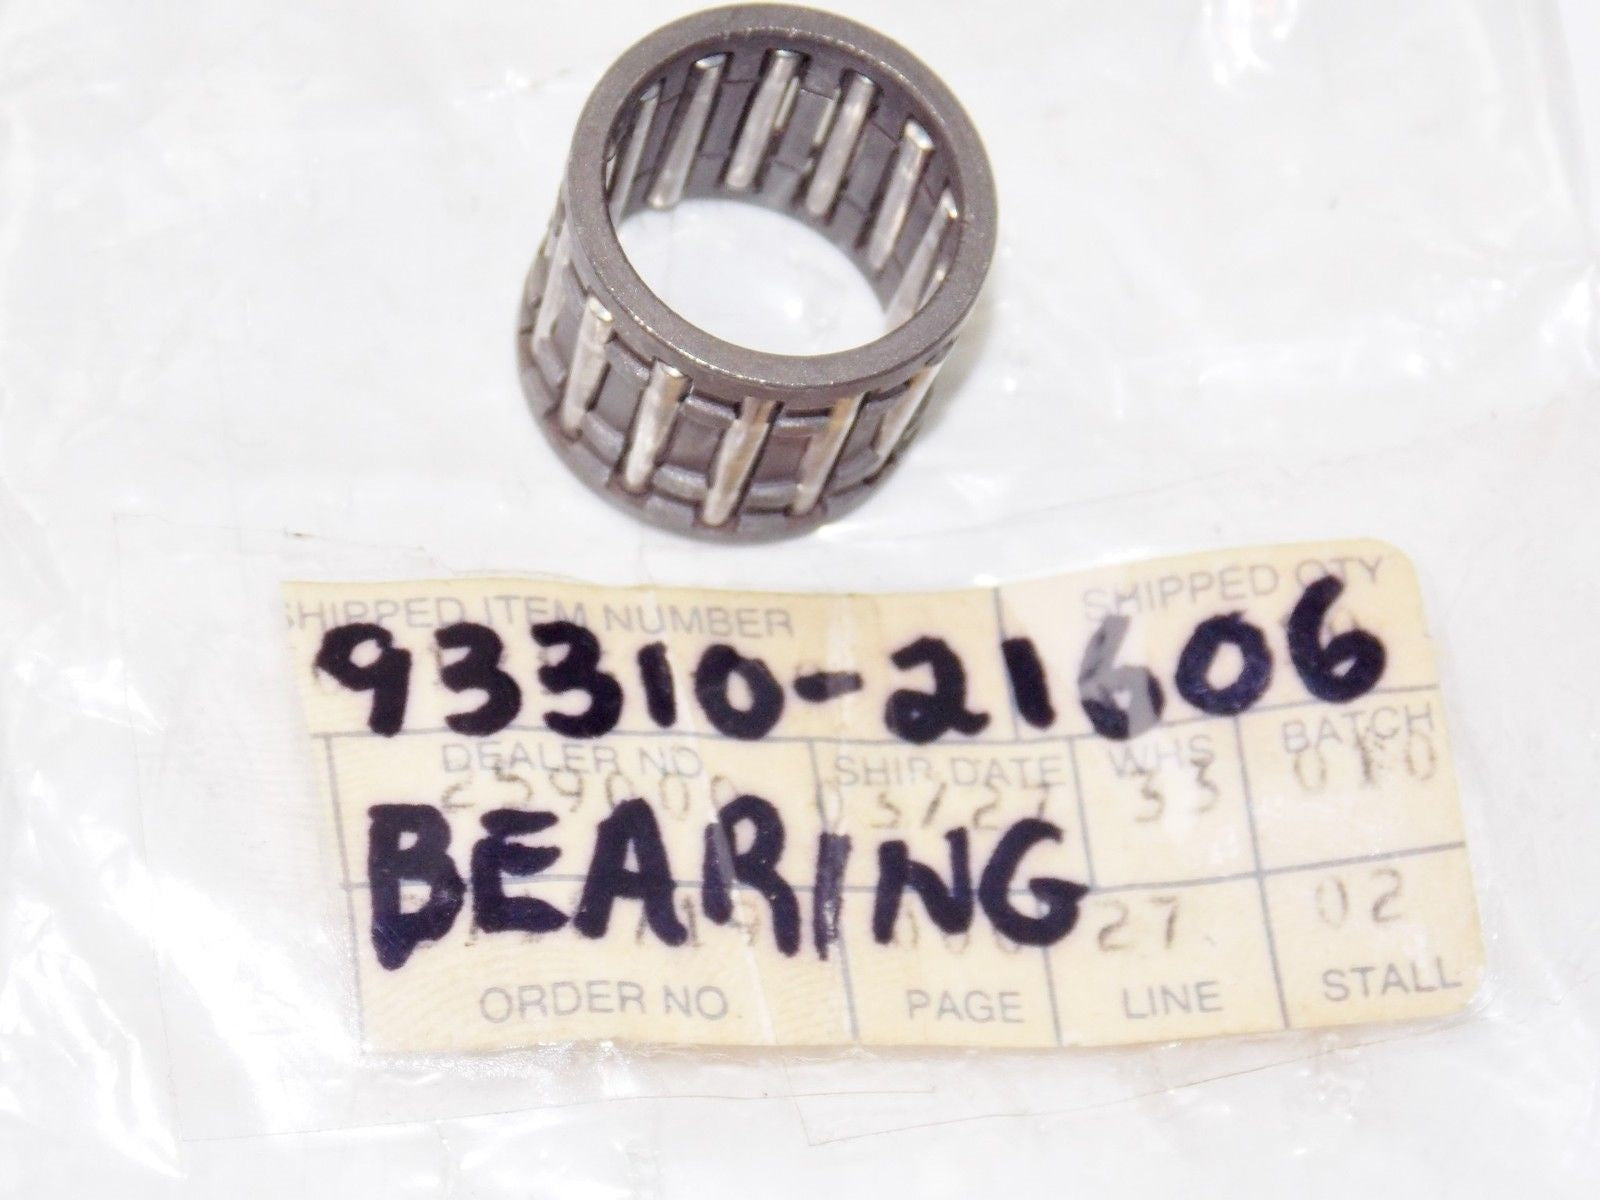 SHIPPED ITEM NUMBER SHIPPED QTY
93310-21606
DEALER NO. SHIP DATE WHS BATCH
33 010
BEARING
27 02
ORDER NO. PAGE LINE STALL